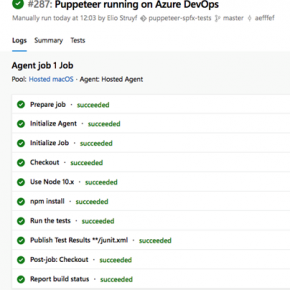 #287: Puppeteer running on Azure DevOps
Manually run today at 12:03 by Elio Struyf puppeteer-spfx-tests master aefffef
Logs Summary Tests
Agent job 1 Job
Pool: Hosted macOS · Agent: Hosted Agent
Prepare job · succeeded
Initialize Agent · succeeded
Initialize Job · succeeded
Checkout · succeeded
Use Node 10.x · succeeded
npm install · succeeded
Run the tests · succeeded
Publish Test Results **/junit.xml · succeeded
Post-job: Checkout · succeeded
Report build status · succeeded